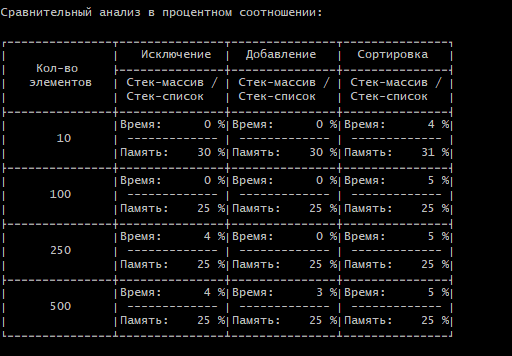 Сравнительный анализ в процентном соотношении:
Исключение Добавление Сортировка
Кол-во
элементов Стек-массив / Стек-массив / Стек-массив /
Стек-список Стек-список Стек-список
Время: 0 % Время: 0 % Время: 4 %
10
Память: 30 % Память: 30 % Память: 31 %
Время: 0 % Время: 0 % Время: 5 %
100
Память: 25 % Память: 25 % Память: 25 %
Время: 4 % Время: 0 % Время: 5 %
250
Память: 25 % Память: 25 % Память: 25 %
Время: 4 % Время: 3 % Время: 5 %
500
Память: 25 % Память: 25 % Память: 25 %